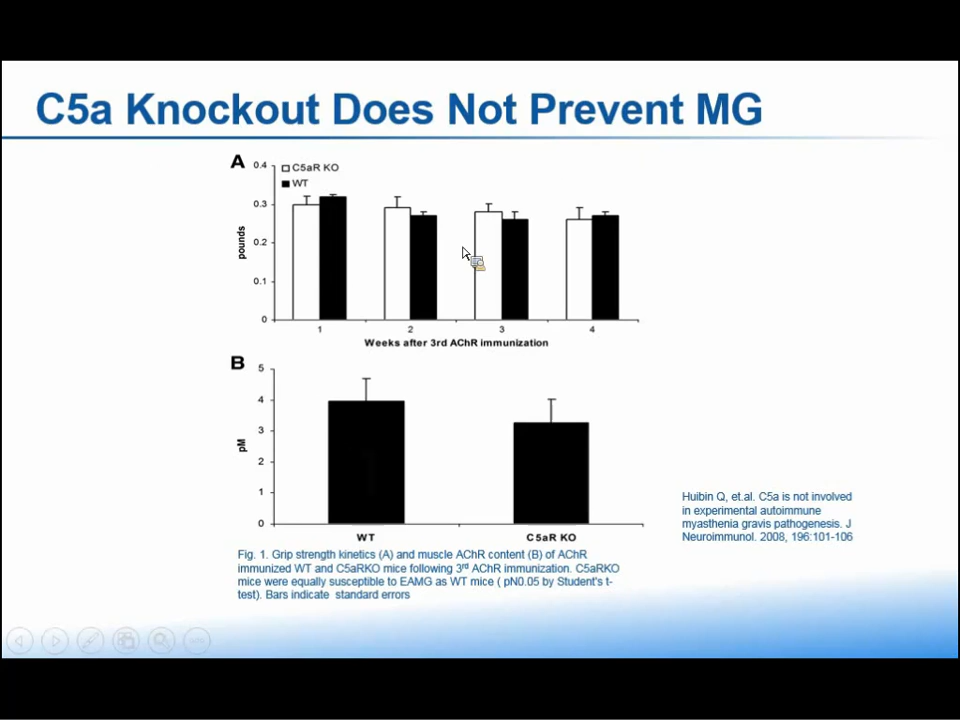 C5a Knockout Does Not Prevent MG
A
0.4
0.3
0.2
0.1
0
pounds
C5aR KO
WT
1 2 3 4
Weeks after 3rd AChR immunization
B
5
4
3
2
1
0
pM
WT C5aR KO
Fig. 1. Grip strength kinetics (A) and muscle AChR content (B) of AChR
immunized WT and C5aRKO mice following 3rd AChR immunization. C5aRKO
mice were equally susceptible to EAMG as WT mice ( pN0.05 by Student's t-
test). Bars indicate standard errors
Huibin Q, et.al. C5a is not involved
in experimental autoimmune
myasthenia gravis pathogenesis. J
Neuroimmunol. 2008, 196:101-106